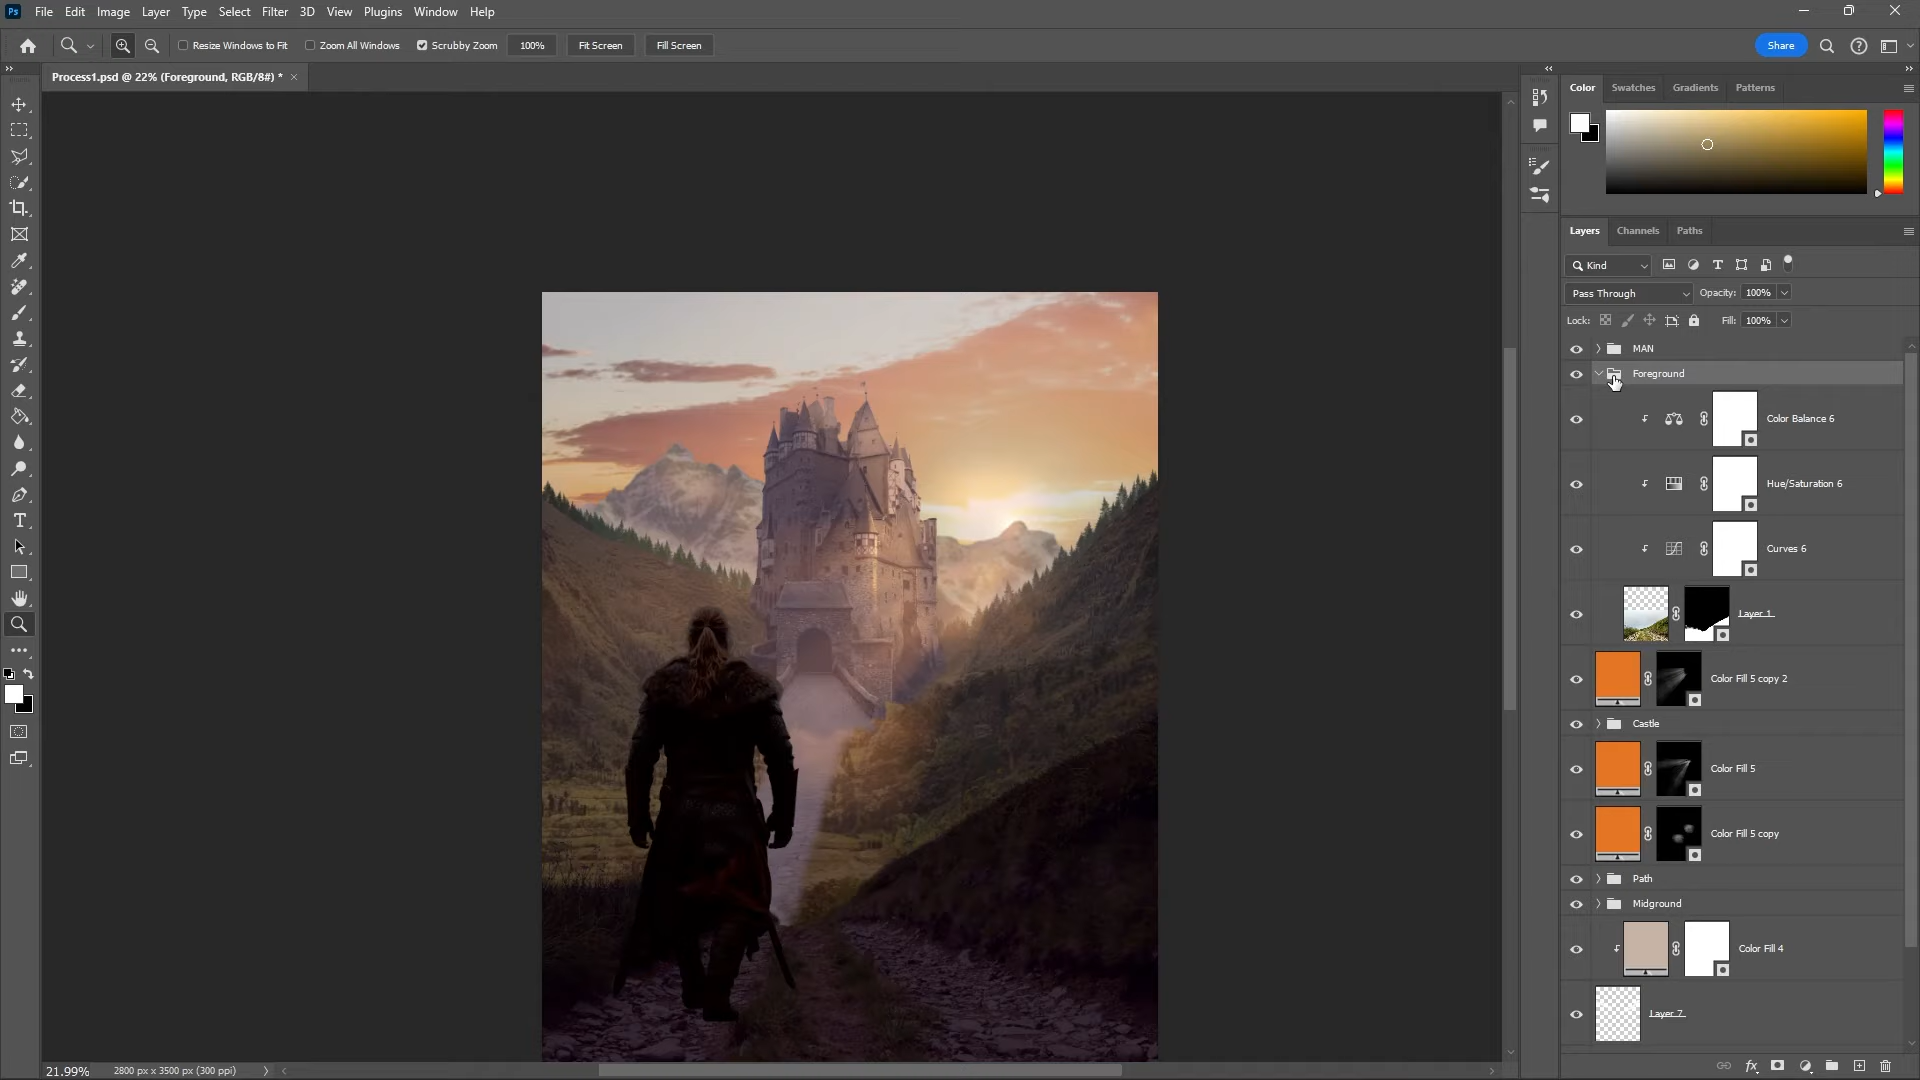 Ps File Edit Image Layer Type Select Filter 3D View Plugins Window Help
Resize Windows to Fit Zoom All Windows Scrubby Zoom 100% Fit Screen Fill Screen Share
Process1.psd @ 22% (Foreground, RGB/8#) *
Color Swatches Gradients Patterns
Layers Channels Paths
Kind
Pass Through Opacity: 100%
Lock: Fill: 100%
MAN
Foreground
Color Balance 6
Hue/Saturation 6
Curves 6
Layer 1
Color Fill 5 copy 2
Castle
Color Fill 5
Color Fill 5 copy
Path
Midground
Color Fill 4
Layer 7
21.99% 2800 px x 3500 px (300 ppi)